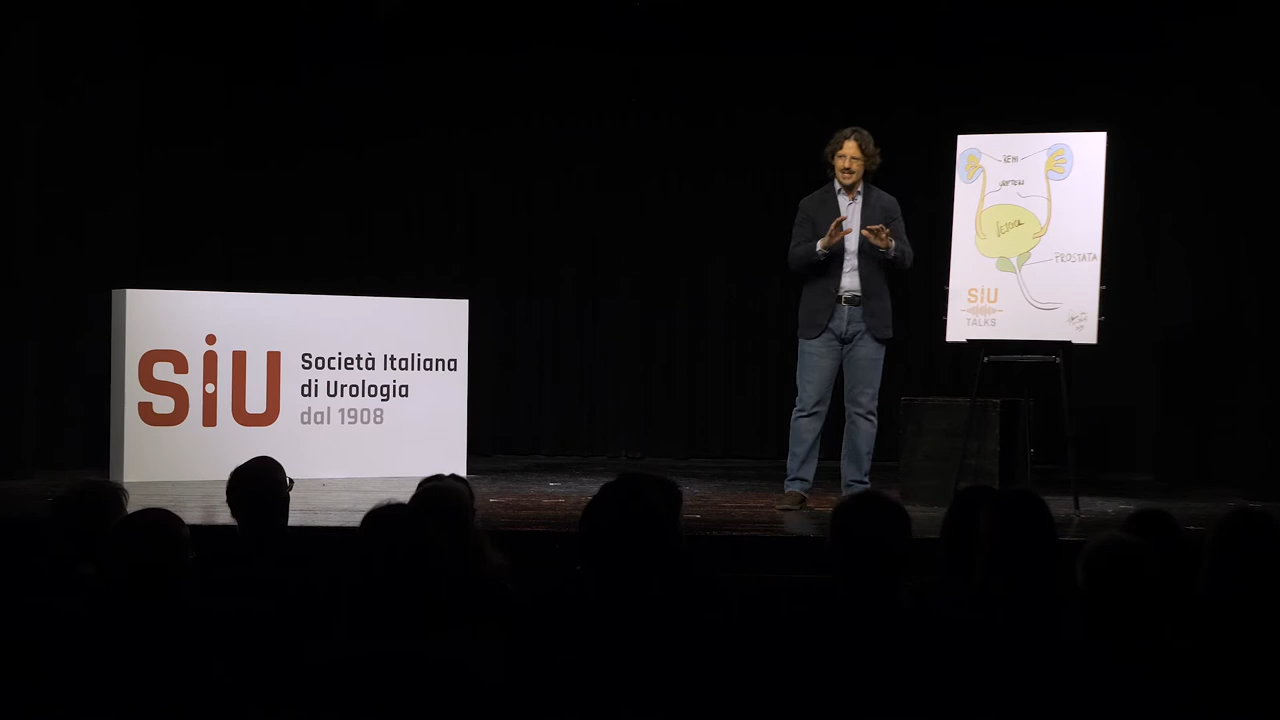 SiU
Società Italiana
di Urologia
dal 1908
RENI
URETERI
VESCICA
PROSTATA
SiU
TALKS